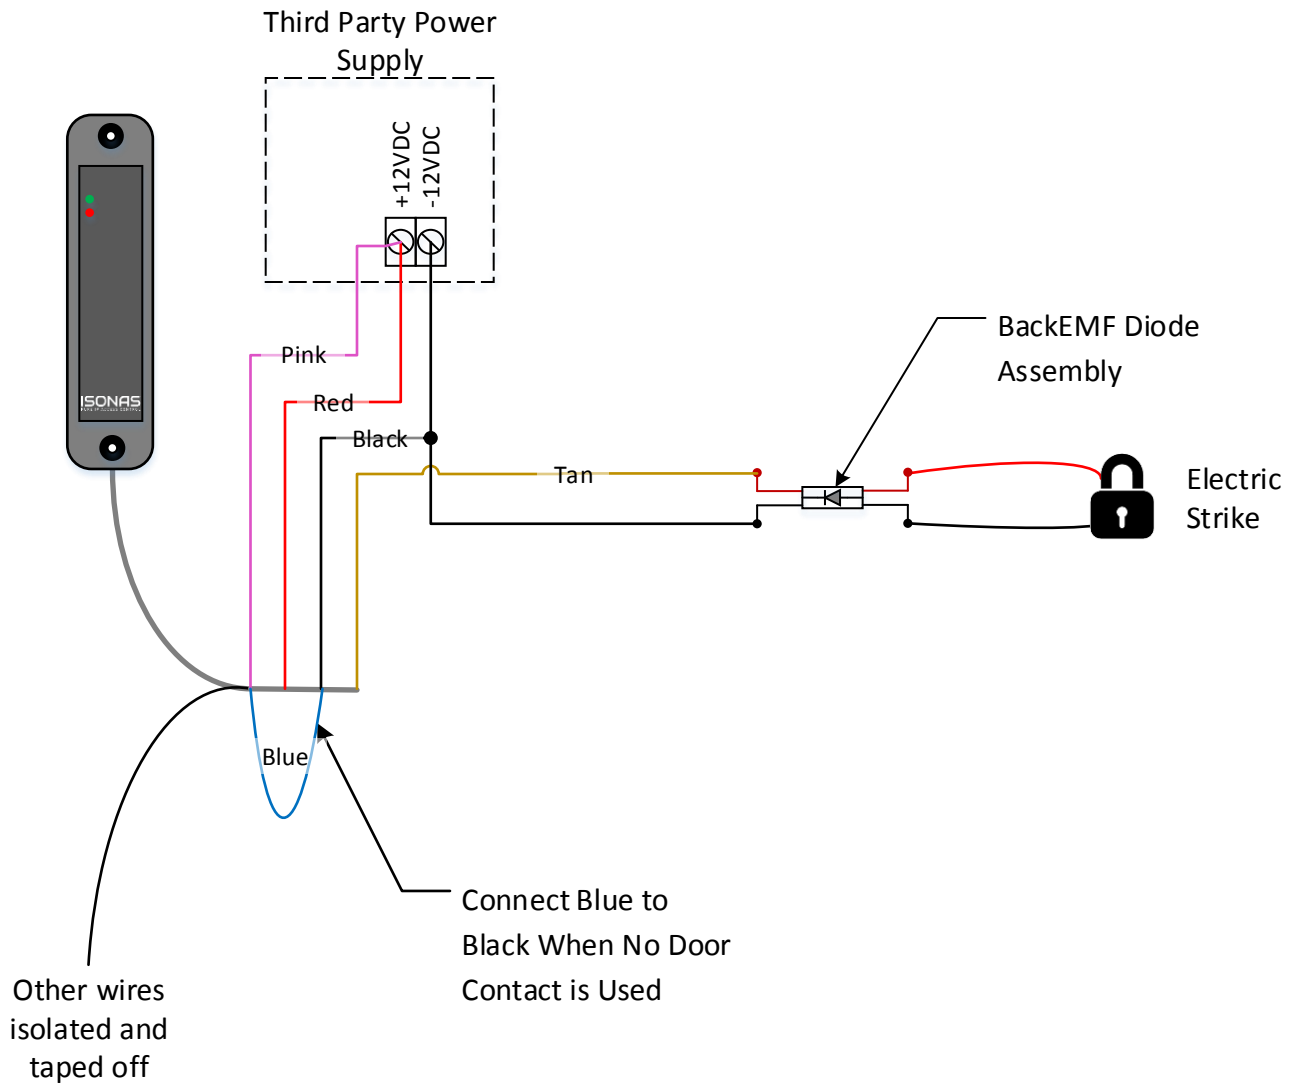 Third Party Power
Supply
+12VDC
-12VDC
Pink
Red
Black
Tan
BackEMF Diode
Assembly
Electric
Strike
ISONAS
Blue
Connect Blue to
Black When No Door
Contact is Used
Other wires
isolated and
taped off